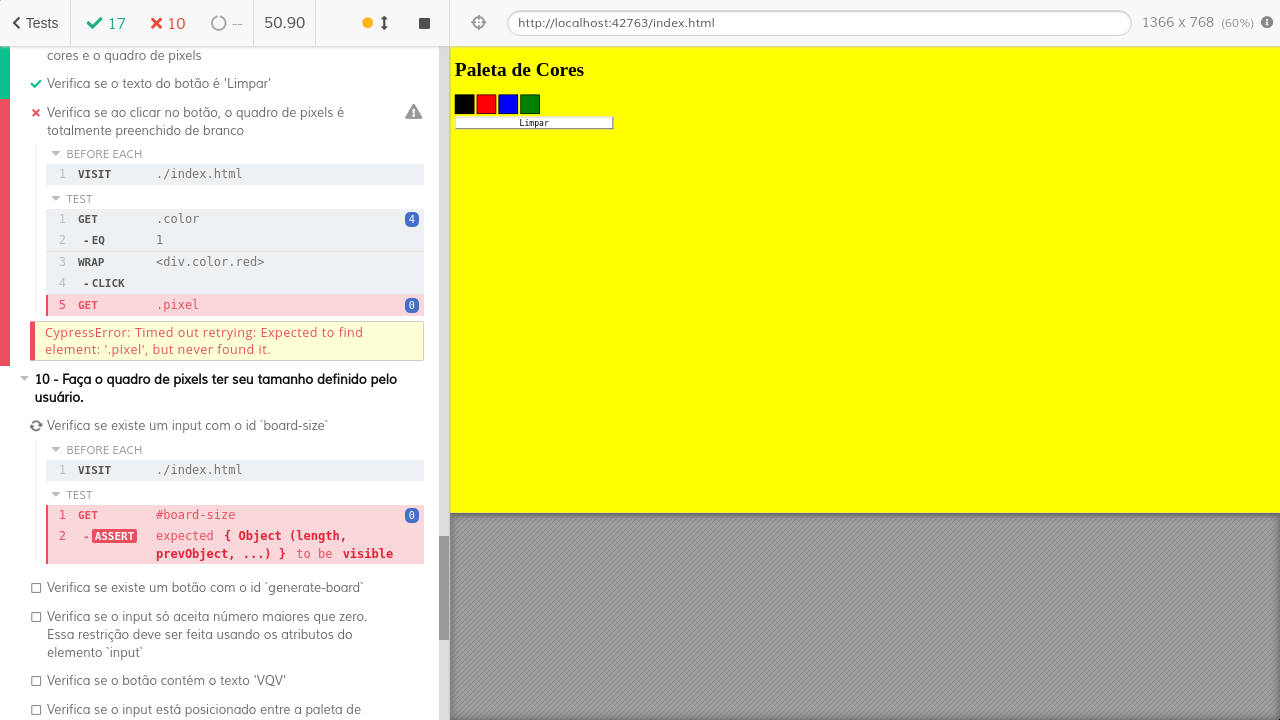 Tests
17
10
--
50.90
http://localhost:42763/index.html
1366 x 768 (60%)
cores e o quadro de pixels
Verifica se o texto do botão é 'Limpar'
Verifica se ao clicar no botão, o quadro de pixels é
totalmente preenchido de branco
BEFORE EACH
1 VISIT ./index.html
TEST
1 GET .color 4
2 - EQ 1
3 WRAP <div.color.red>
4 - CLICK
5 GET .pixel 0
CypressError: Timed out retrying: Expected to find
element: '.pixel', but never found it.
10 - Faça o quadro de pixels ter seu tamanho definido pelo
usuário.
Verifica se existe um input com o id `board-size`
BEFORE EACH
1 VISIT ./index.html
TEST
1 GET #board-size 0
2 - ASSERT expected { Object (length,
prevObject, ...) } to be visible
Verifica se existe um botão com o id `generate-board`
Verifica se o input só aceita número maiores que zero.
Essa restrição deve ser feita usando os atributos do
elemento `input`
Verifica se o botão contém o texto 'VQV'
Verifica se o input está posicionado entre a paleta de
Paleta de Cores
Limpar